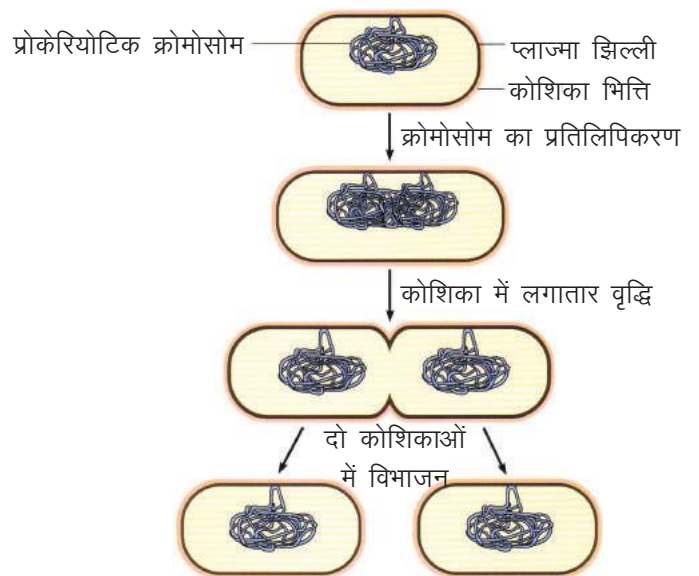 प्रोकेरियोटिक क्रोमोसोम
प्लाज्मा झिल्ली
कोशिका भित्ति
क्रोमोसोम का प्रतिलिपिकरण
कोशिका में लगातार वृद्धि
दो कोशिकाओं
में विभाजन